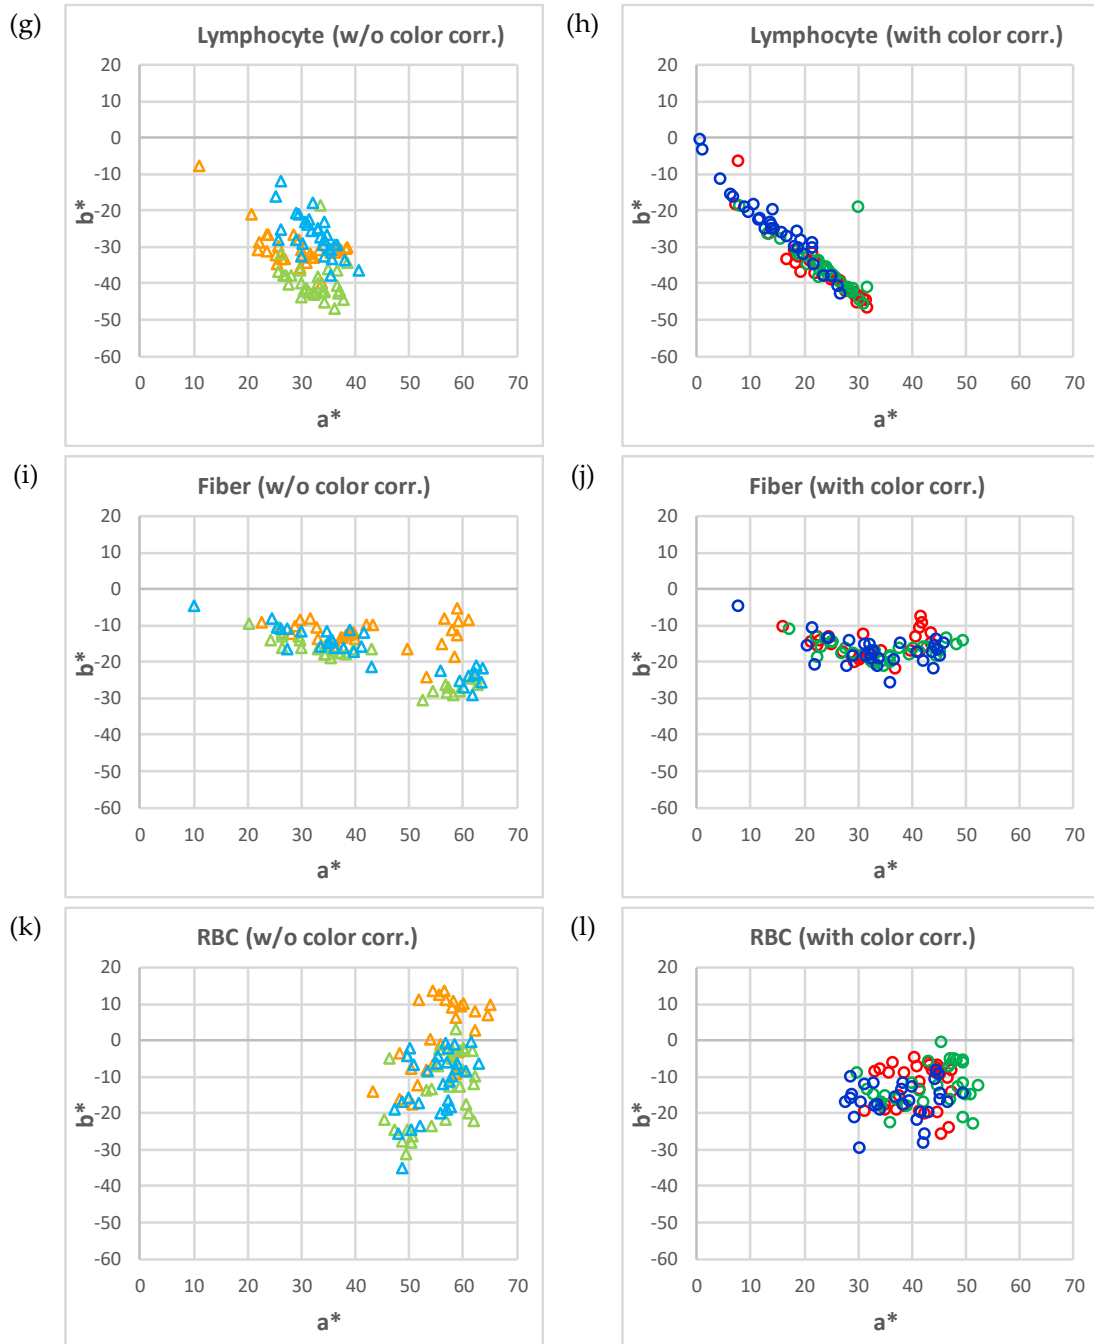 (g)
Lymphocyte (w/o color corr.)
20
10
0
-10
-20
-30
-40
-50
-60
b*
0 10 20 30 40 50 60 70
a*
(h)
Lymphocyte (with color corr.)
20
10
0
-10
-20
-30
-40
-50
-60
b*
0 10 20 30 40 50 60 70
a*
(i)
Fiber (w/o color corr.)
20
10
0
-10
-20
-30
-40
-50
-60
b*
0 10 20 30 40 50 60 70
a*
(j)
Fiber (with color corr.)
20
10
0
-10
-20
-30
-40
-50
-60
b*
0 10 20 30 40 50 60 70
a*
(k)
RBC (w/o color corr.)
20
10
0
-10
-20
-30
-40
-50
-60
b*
0 10 20 30 40 50 60 70
a*
(l)
RBC (with color corr.)
20
10
0
-10
-20
-30
-40
-50
-60
b*
0 10 20 30 40 50 60 70
a*